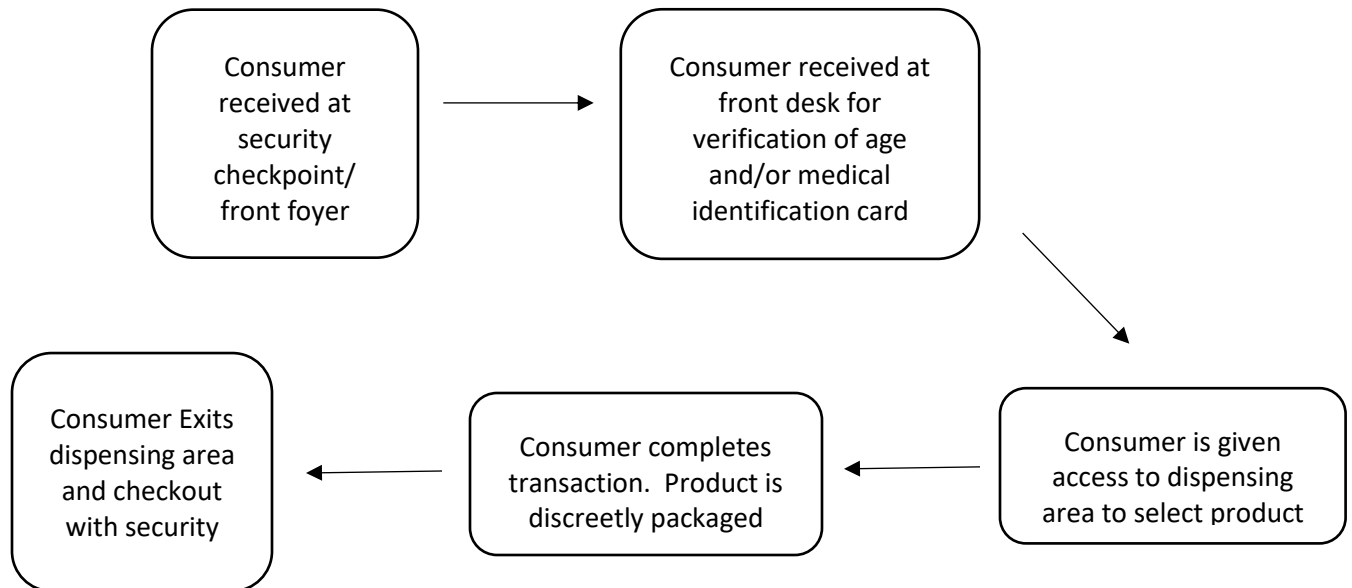 Consumer
received at
security
checkpoint/
front foyer
Consumer received at
front desk for
verification of age
and/or medical
identification card
Consumer is given
access to dispensing
area to select product
Consumer completes
transaction.  Product is
discreetly packaged
Consumer Exits
dispensing area
and checkout
with security